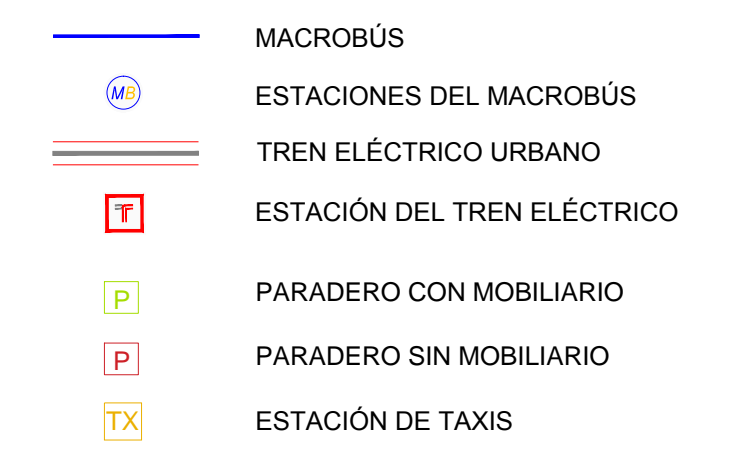 MACROBÚS
MB ESTACIONES DEL MACROBÚS
TREN ELÉCTRICO URBANO
T ESTACIÓN DEL TREN ELÉCTRICO
P PARADERO CON MOBILIARIO
P PARADERO SIN MOBILIARIO
TX ESTACIÓN DE TAXIS